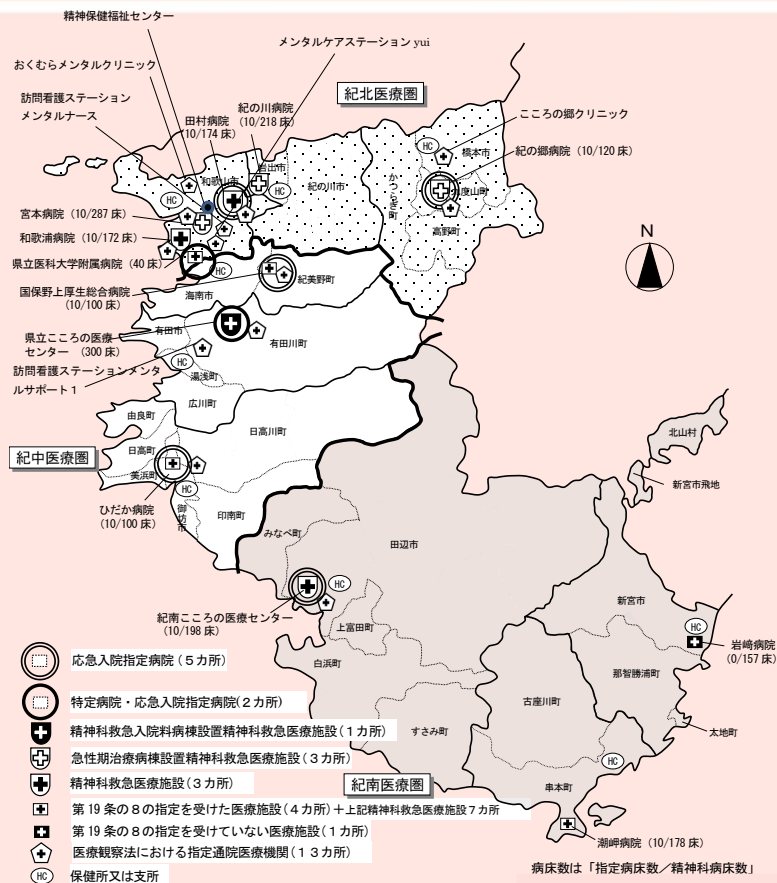 精神保健福祉センター
メンタルケアステーション yui
おくむらメンタルクリニック
訪問看護ステーション
メンタルナース
田村病院
(10/174 床)
紀の川病院
(10/218 床)
紀北医療圏
こころの郷クリニック
紀の郷病院(10/120 床)
橋本市
九度山町
高野町
かつらぎ町
紀の川市
岩出市
和歌山市
HC
HC
HC
宮本病院 (10/287 床)
和歌浦病院 (10/172 床)
県立医科大学附属病院 (40 床)
国保野上厚生総合病院
(10/100 床)
HC
海南市
紀美野町
N
県立こころの医療
センター (300 床)
訪問看護ステーションメンタ
ルサポート1
有田市
有田川町
HC
湯浅町
広川町
由良町
日高町
美浜町
日高川町
紀中医療圏
HC
ひだか病院
(10/100 床)
御坊市
印南町
みなべ町
田辺市
北山村
新宮市飛地
HC
紀南こころの医療センター
(10/198 床)
上富田町
白浜町
新宮市
HC
岩﨑病院
(0/157 床)
那智勝浦町
古座川町
すさみ町
太地町
HC
串本町
紀南医療圏
潮岬病院 (10/178 床)
応急入院指定病院(5カ所)
特定病院・応急入院指定病院(2カ所)
精神科救急入院料病棟設置精神科救急医療施設(1カ所)
急性期治療病棟設置精神科救急医療施設(3カ所)
精神科救急医療施設(3カ所)
第19条の8の指定を受けた医療施設(4カ所)+上記精神科救急医療施設7カ所
第19条の8の指定を受けていない医療施設(1カ所)
医療観察法における指定通院医療機関(13カ所)
HC 保健所又は支所
病床数は「指定病床数/精神科病床数」